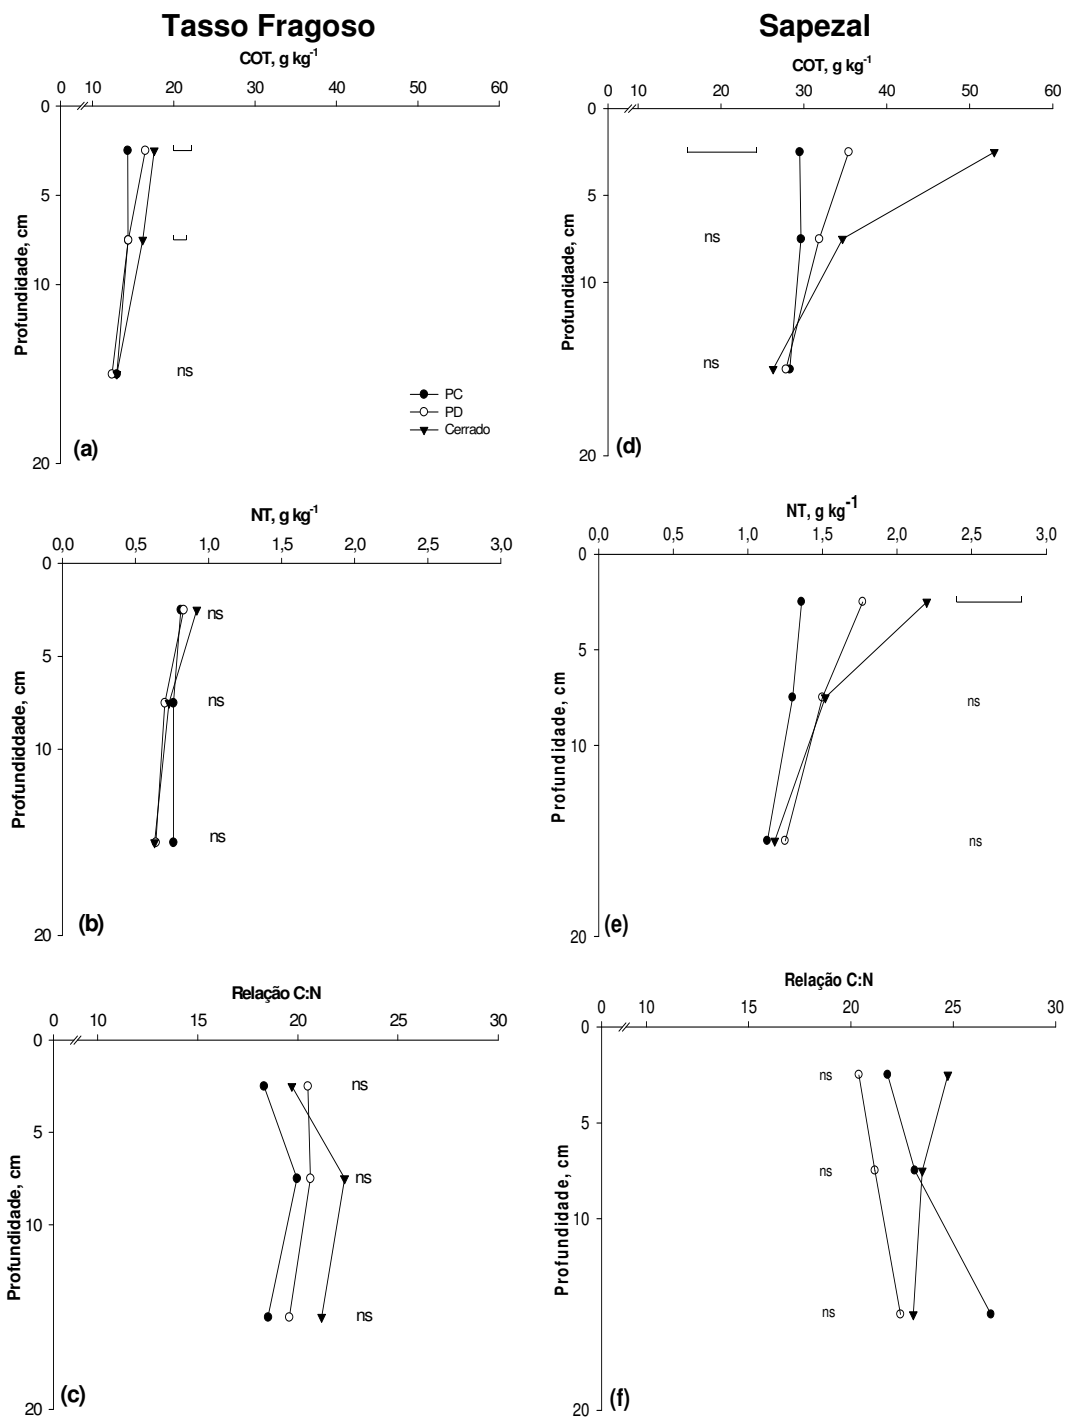 Tasso Fragoso
COT, g kg-1
0 10 20 30 40 50 60
0
5
10
20
Profundidade, cm
ns
PC
PD
Cerrado
(a)
Sapezal
COT, g kg-1
0 10 20 30 40 50 60
0
5
10
20
Profundidade, cm
ns
ns
(d)
NT, g kg-1
0,0 0,5 1,0 1,5 2,0 2,5 3,0
0
5
10
20
Profundiddade, cm
ns
ns
ns
(b)
NT, g kg-1
0,0 0,5 1,0 1,5 2,0 2,5 3,0
0
5
10
20
Profundidade, cm
ns
ns
(e)
Relação C:N
0 10 15 20 25 30
0
5
10
20
Profundidade, cm
ns
ns
ns
(c)
Relação C:N
0 10 20 25 30
0
5
10
20
Profundidade, cm
ns
ns
ns
(f)